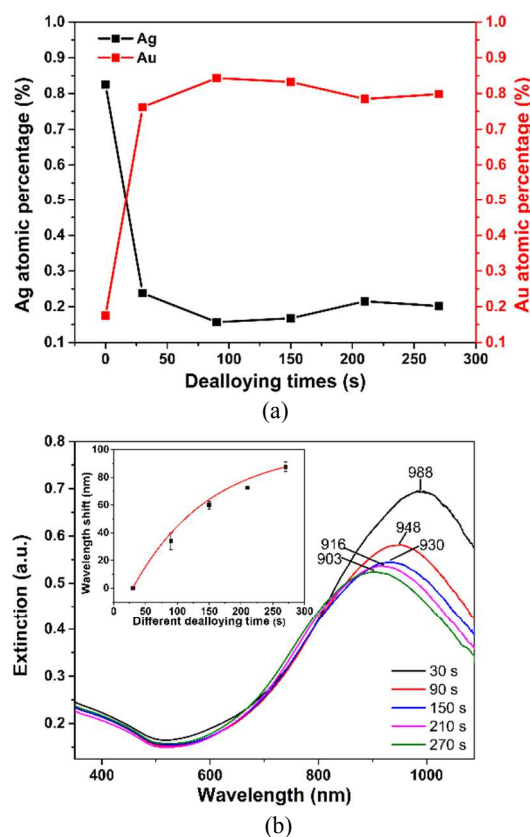 Ag
Au
1.0
0.9
0.8
0.7
0.6
0.5
0.4
0.3
0.2
0.1
Ag atomic percentage (%)
1.0
0.9
0.8
0.7
0.6
0.5
0.4
0.3
0.2
0.1
Au atomic percentage (%)
0 50 100 150 200 250 300
Dealloying times (s)
(a)
0.8
0.7
0.6
0.5
0.4
0.3
0.2
Extinction (a.u.)
100
80
60
40
20
0
Wavelength shift (nm)
0 50 100 150 200 250 300
Different dealloying time (s)
988
948
916
930
903
30 s
90 s
150 s
210 s
270 s
400 600 800 1000
Wavelength (nm)
(b)